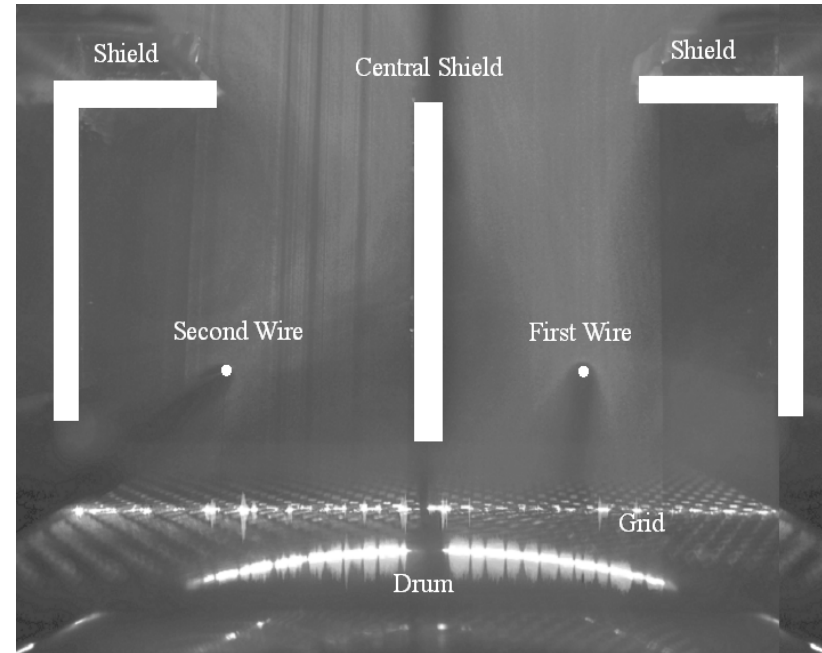 Shield
Central Shield
Shield
Second Wire
First Wire
Grid
Drum